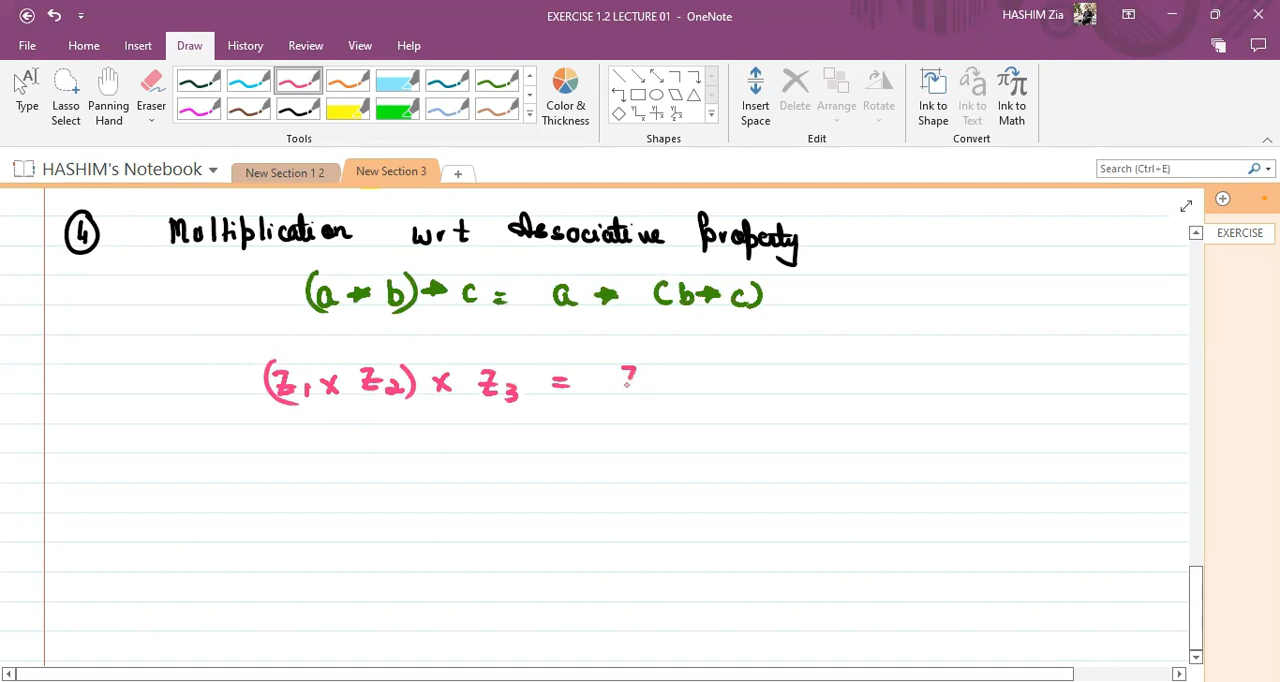 EXERCISE 1.2 LECTURE 01 - OneNote
HASHIM Zia
File Home Insert Draw History Review View Help
Type
Lasso Select
Panning Hand
Eraser
Color & Thickness
Insert Space
Delete
Arrange
Rotate
Ink to Shape
Ink to Text
Ink to Math
Tools Shapes Edit Convert
HASHIM's Notebook New Section 1 2 New Section 3
Search (Ctrl+E)
EXERCISE
④ Multiplication wrt Associative Property
(a * b) * c = a * (b * c)
(z₁ × z₂) × z₃ = z